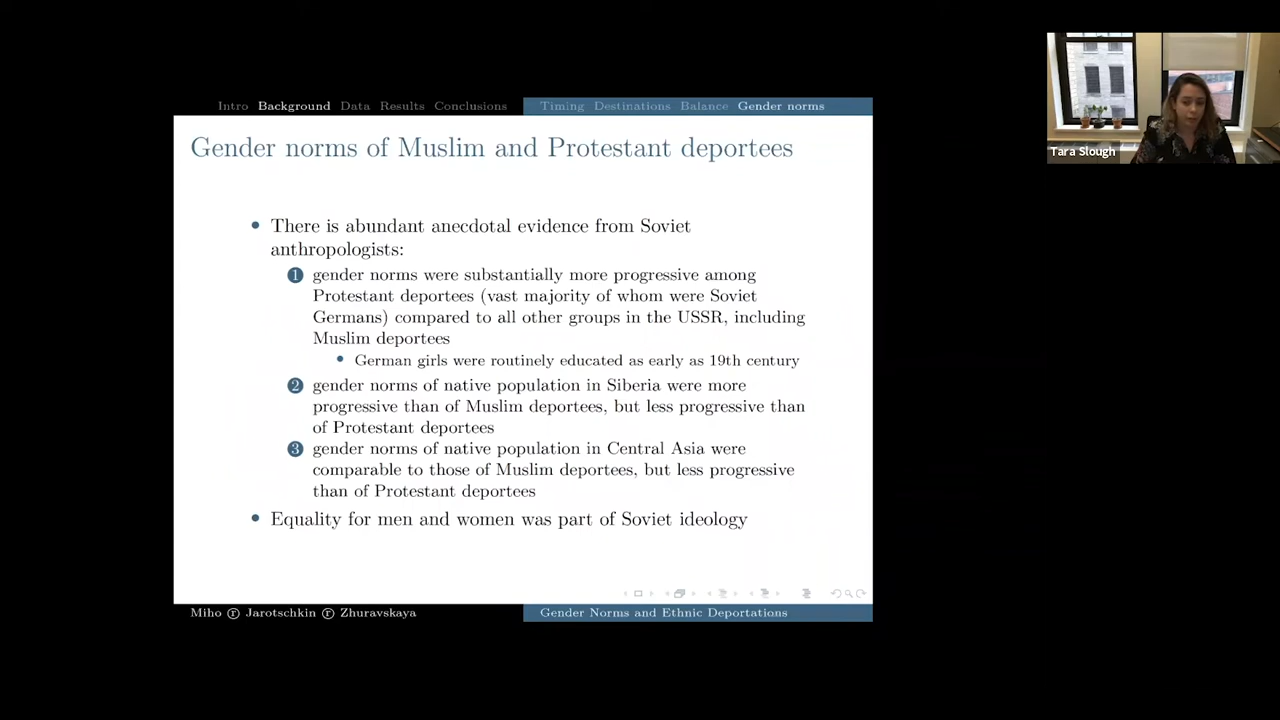 Intro Background Data Results Conclusions Timing Destinations Balance Gender norms
Gender norms of Muslim and Protestant deportees
• There is abundant anecdotal evidence from Soviet
anthropologists:
1 gender norms were substantially more progressive among
Protestant deportees (vast majority of whom were Soviet
Germans) compared to all other groups in the USSR, including
Muslim deportees
• German girls were routinely educated as early as 19th century
2 gender norms of native population in Siberia were more
progressive than of Muslim deportees, but less progressive than
of Protestant deportees
3 gender norms of native population in Central Asia were
comparable to those of Muslim deportees, but less progressive
than of Protestant deportees
• Equality for men and women was part of Soviet ideology
Miho ⓡ Jarotschkin ⓡ Zhuravskaya Gender Norms and Ethnic Deportations
Tara Slough